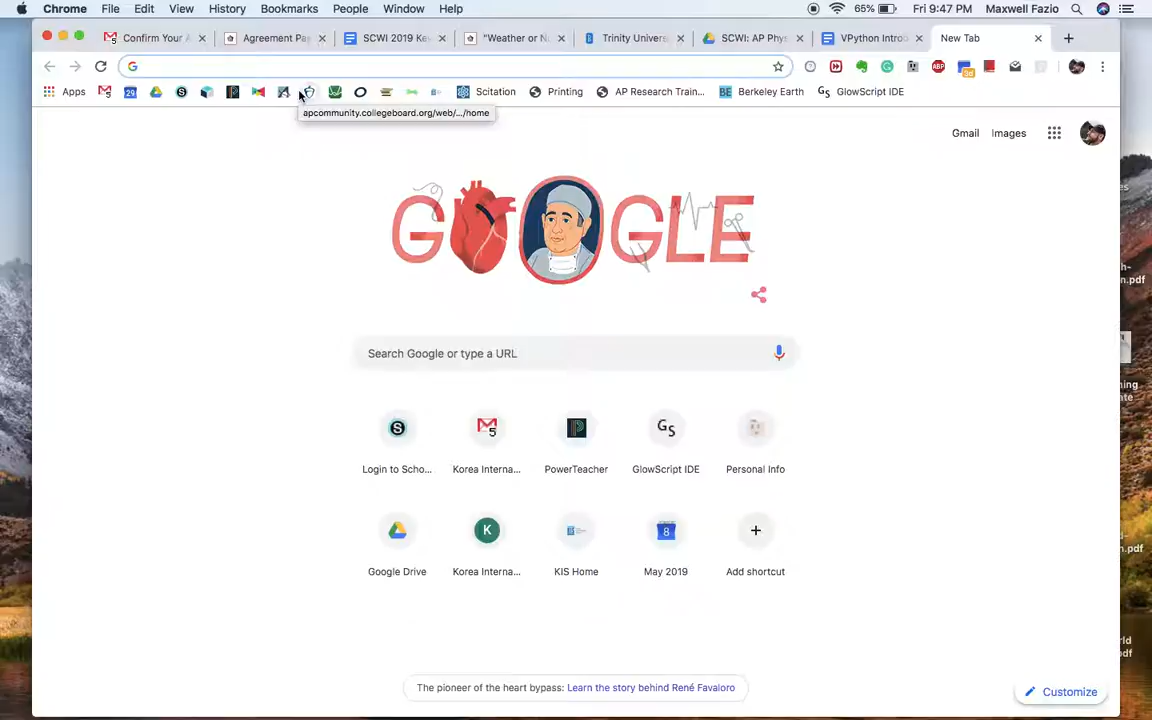 Chrome File Edit View History Bookmarks People Window Help 65% Fri 9:47 PM Maxwell Fazio
Confirm Your A Agreement Pa SCWI 2019 Ke "Weather or N Trinity Univers SCWI: AP Phys VPython Introd New Tab
Apps 29 Scitation Printing AP Research Train... Berkeley Earth GlowScript IDE
apcommunity.collegeboard.org/web/.../home
Gmail Images
GOOGLE
Search Google or type a URL
Login to Scho... Korea Interna... PowerTeacher GlowScript IDE Personal Info
Google Drive Korea Interna... KIS Home May 2019 Add shortcut
The pioneer of the heart bypass: Learn the story behind René Favaloro
Customize